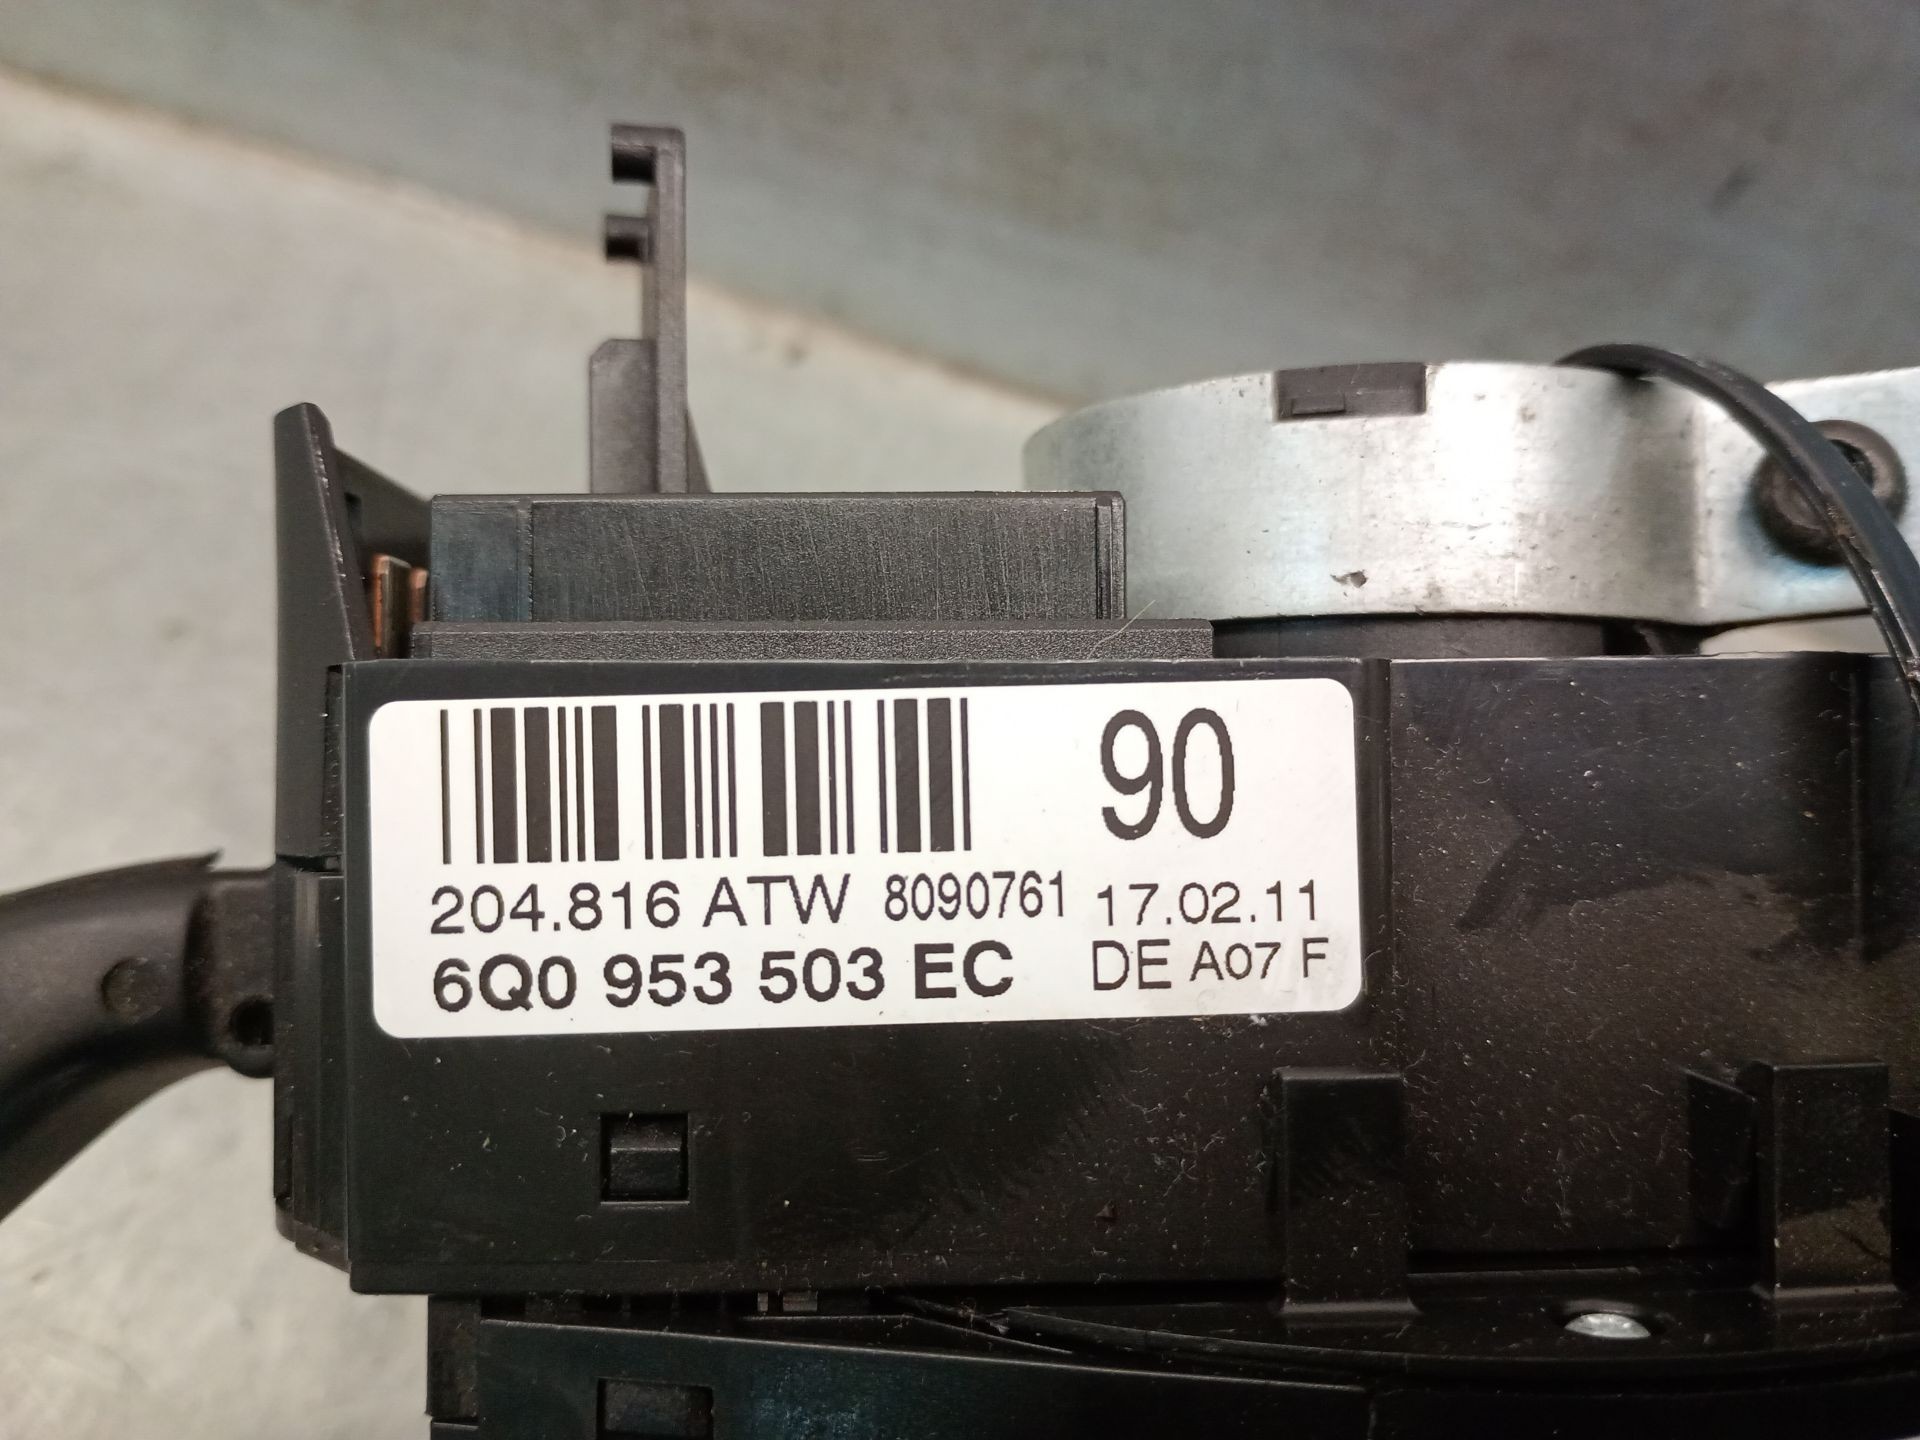 90
204.816 ATW 8090761 17.02.11
6Q0 953 503 EC DE A07 F